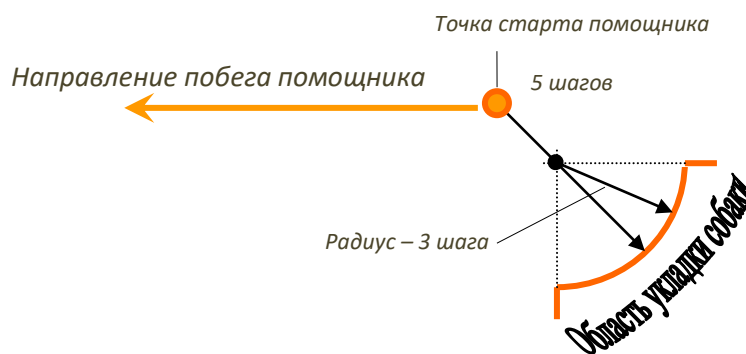 Точка старта помощника
Направление побега помощника
5 шагов
Радиус – 3 шага
Область укладки собаки